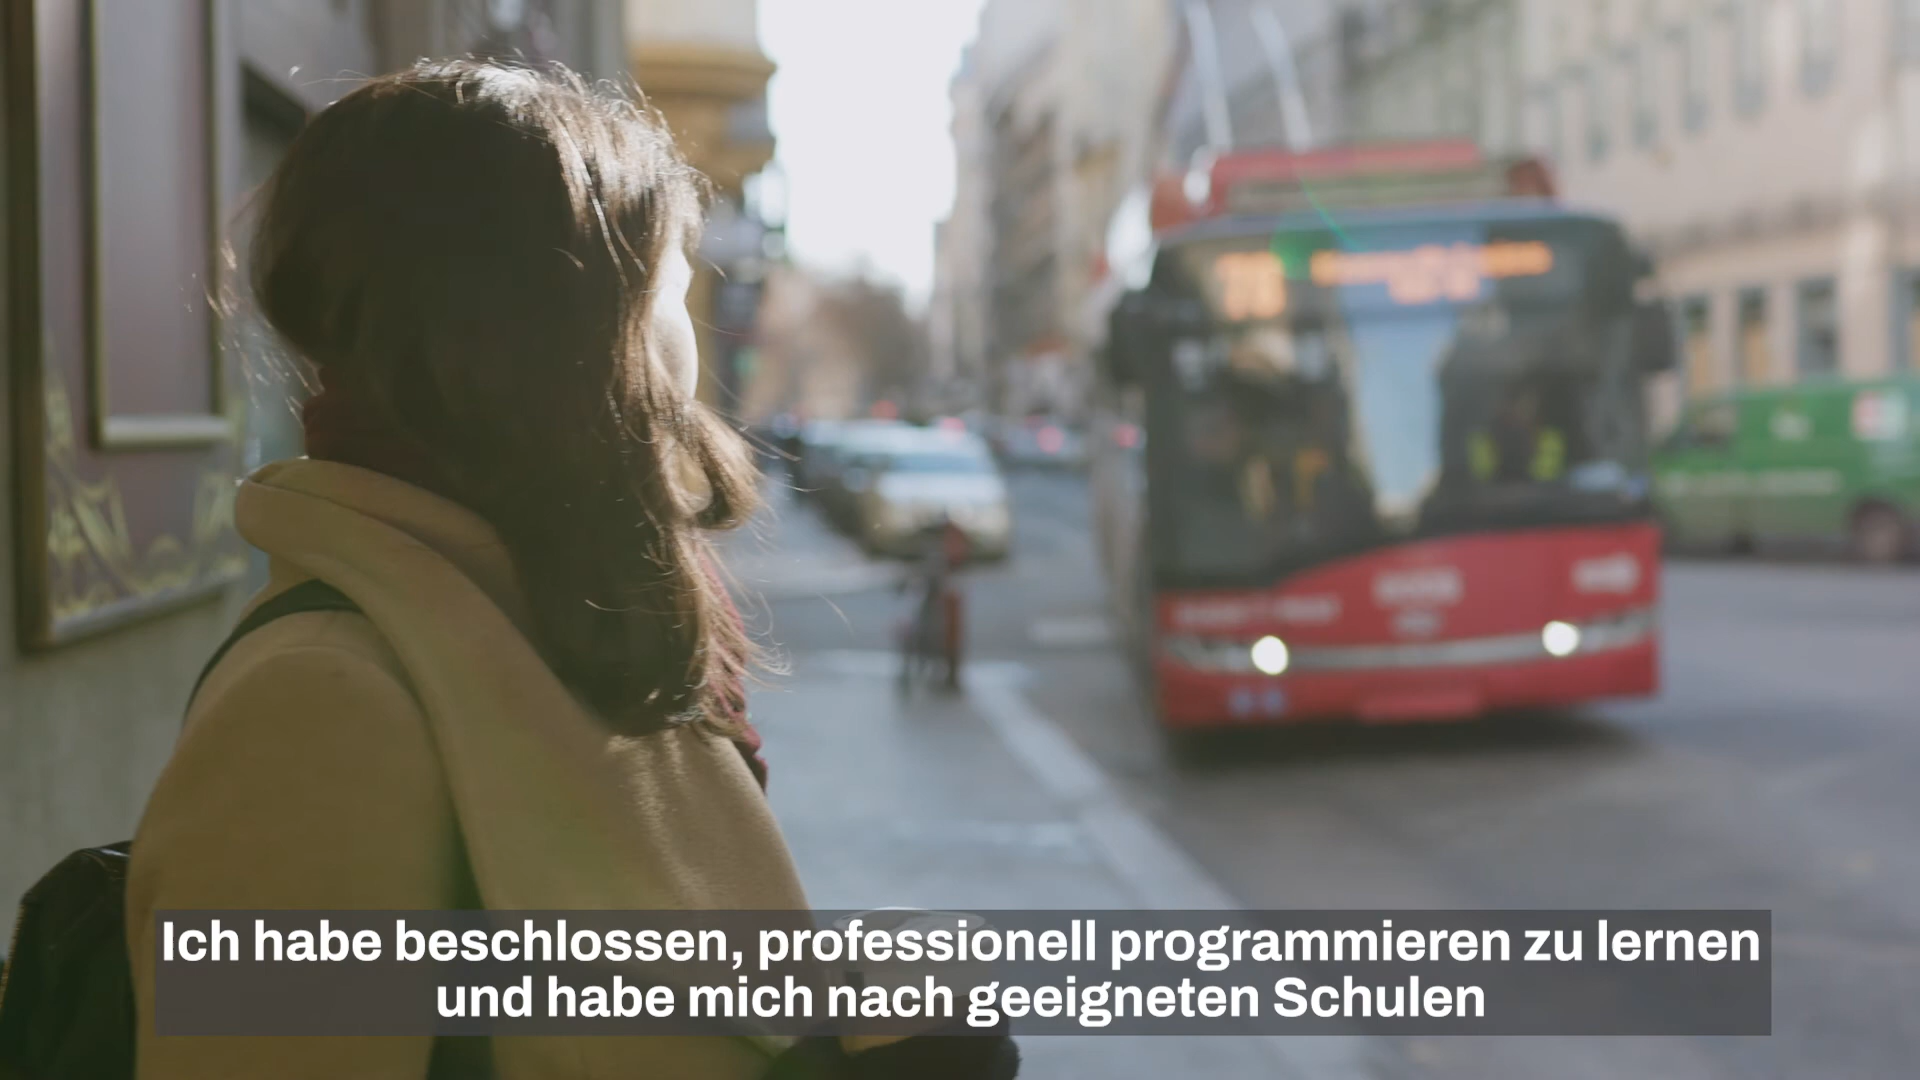 Ich habe beschlossen, professionell programmieren zu lernen
und habe mich nach geeigneten Schulen